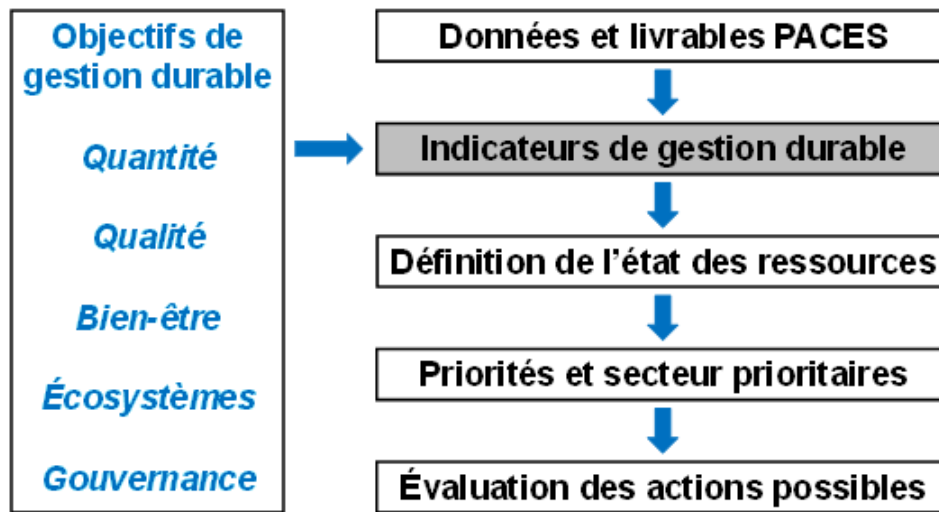 Objectifs de
gestion durable
Quantité
Qualité
Bien-être
Écosystèmes
Gouvernance
Données et livrables PACES
Indicateurs de gestion durable
Définition de l'état des ressources
Priorités et secteur prioritaires
Évaluation des actions possibles